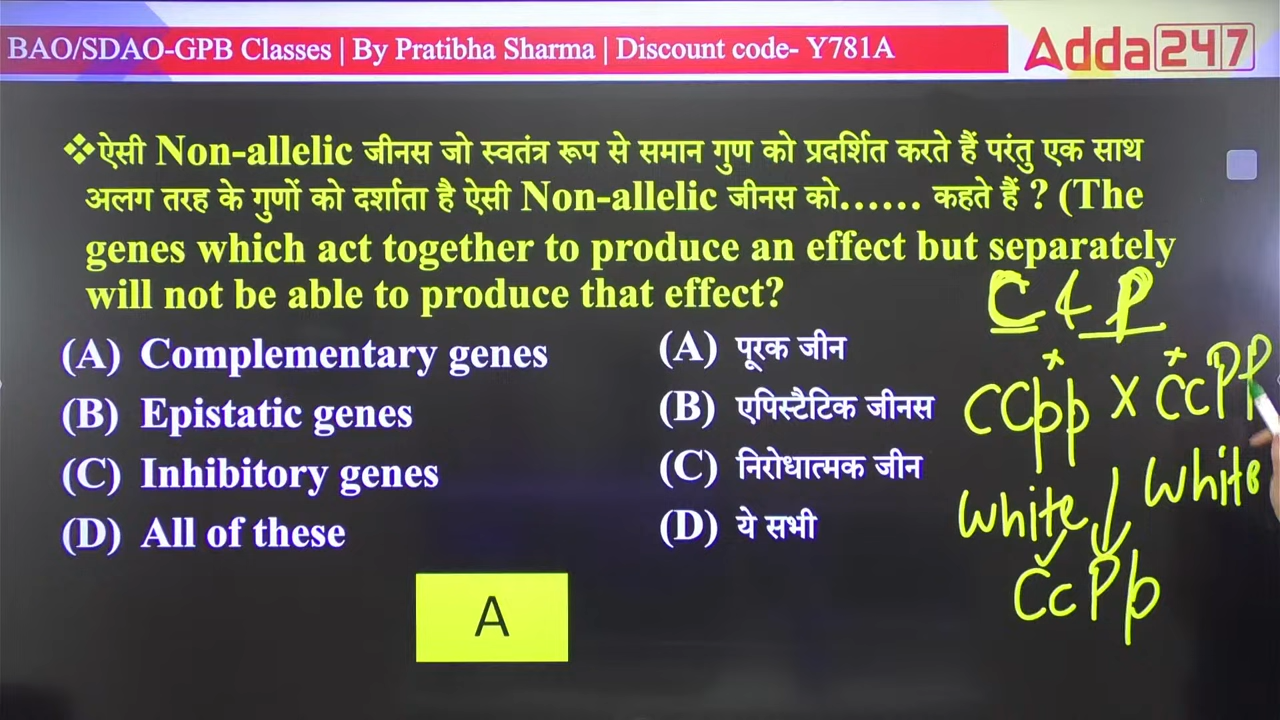 BAO/SDAO-GPB Classes | By Pratibha Sharma | Discount code- Y781A
Adda247
❖ऐसी Non-allelic जीनस जो स्वतंत्र रूप से समान गुण को प्रदर्शित करते हैं परंतु एक साथ
अलग तरह के गुणों को दर्शाता है ऐसी Non-allelic जीनस को…… कहते हैं ? (The
genes which act together to produce an effect but separately
will not be able to produce that effect?
C & P
(A) Complementary genes
(A) पूरक जीन
(B) Epistatic genes
(B) एपिस्टैटिक जीनस
CCpp X ccPP
(C) Inhibitory genes
(C) निरोधात्मक जीन
White White
(D) All of these
(D) ये सभी
CcPp
A